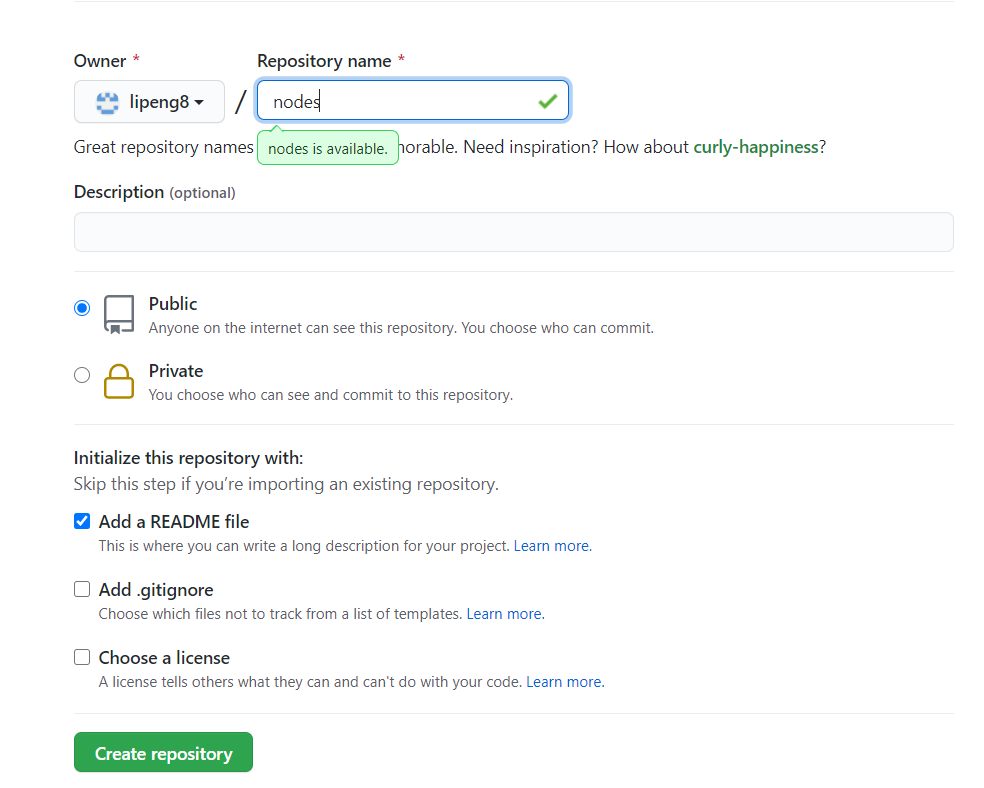 Owner *
Repository name *
lipeng8 / nodes
Great repository names
nodes is available.
morable. Need inspiration? How about curly-happiness?
Description (optional)
Public
Anyone on the internet can see this repository. You choose who can commit.
Private
You choose who can see and commit to this repository.
Initialize this repository with:
Skip this step if you’re importing an existing repository.
Add a README file
This is where you can write a long description for your project. Learn more.
Add .gitignore
Choose which files not to track from a list of templates. Learn more.
Choose a license
A license tells others what they can and can't do with your code. Learn more.
Create repository